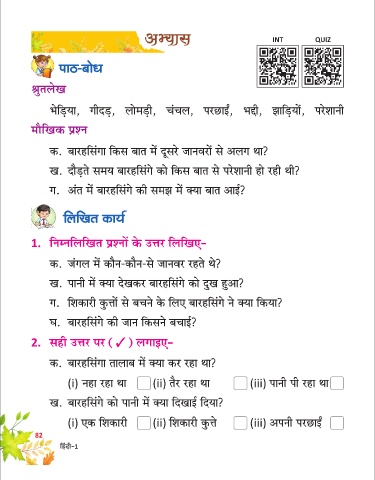 अभ्यास
INT QUIZ
पाठ-बोध
श्रुतलेख
भेड़िया, गीदड़, लोमड़ी, चंचल, परछाईं, भद्दी, झाड़ियों, परेशानी
मौखिक प्रश्न
क. बारहसिंगा किस बात में दूसरे जानवरों से अलग था?
ख. दौड़ते समय बारहसिंगे को किस बात से परेशानी हो रही थी?
ग. अंत में बारहसिंगे की समझ में क्या बात आई?
लिखित कार्य
1. निम्नलिखित प्रश्नों के उत्तर लिखिए–
क. जंगल में कौन-कौन-से जानवर रहते थे?
ख. पानी में क्या देखकर बारहसिंगे को दुख हुआ?
ग. शिकारी कुत्तों से बचने के लिए बारहसिंगे ने क्या किया?
घ. बारहसिंगे की जान किसने बचाई?
2. सही उत्तर पर (✓) लगाइए–
क. बारहसिंगा तालाब में क्या कर रहा था?
(i) नहा रहा था (ii) तैर रहा था (iii) पानी पी रहा था
ख. बारहसिंगे को पानी में क्या दिखाई दिया?
(i) एक शिकारी (ii) शिकारी कुत्ते (iii) अपनी परछाईं
82
हिंदी-1